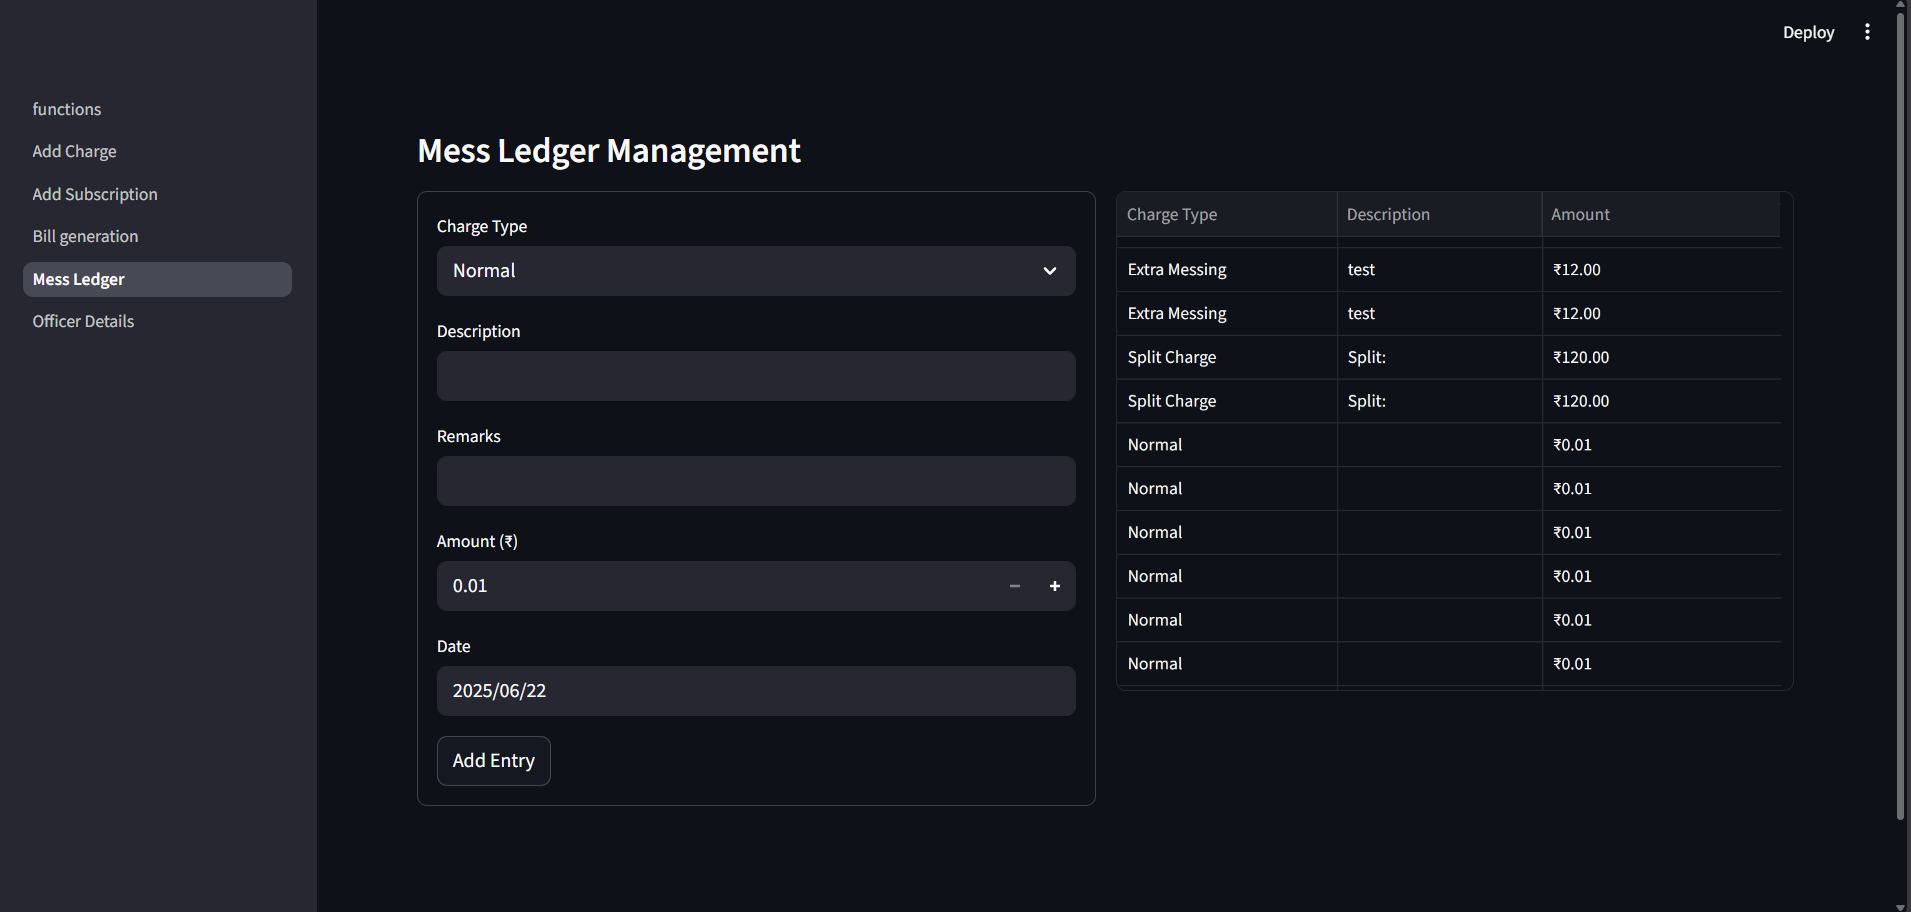 Deploy
functions
Add Charge
Add Subscription
Bill generation
Mess Ledger
Officer Details
Mess Ledger Management
Charge Type
Normal
Description
Remarks
Amount (₹)
0.01
Date
2025/06/22
Add Entry
Charge Type Description Amount
Extra Messing test ₹12.00
Extra Messing test ₹12.00
Split Charge Split: ₹120.00
Split Charge Split: ₹120.00
Normal ₹0.01
Normal ₹0.01
Normal ₹0.01
Normal ₹0.01
Normal ₹0.01
Normal ₹0.01